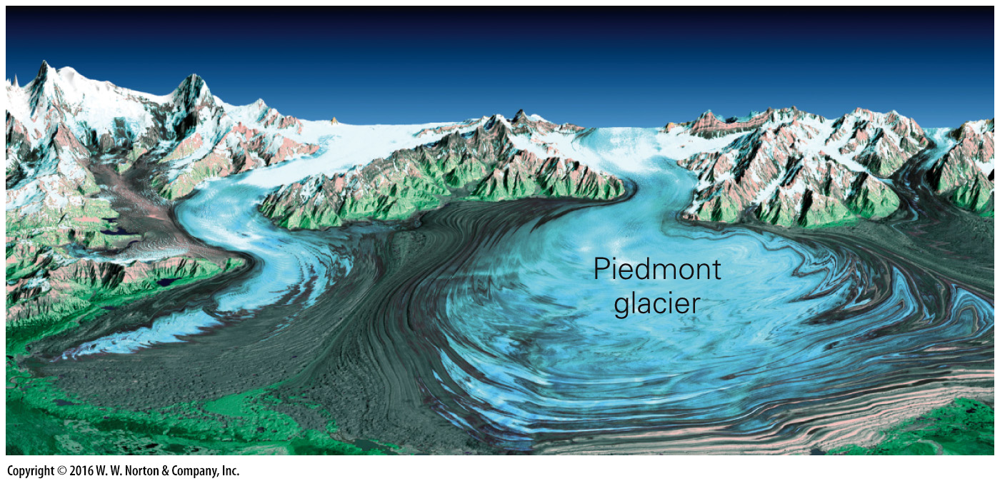 Piedmont
glacier
Copyright © 2016 W. W. Norton & Company, Inc.